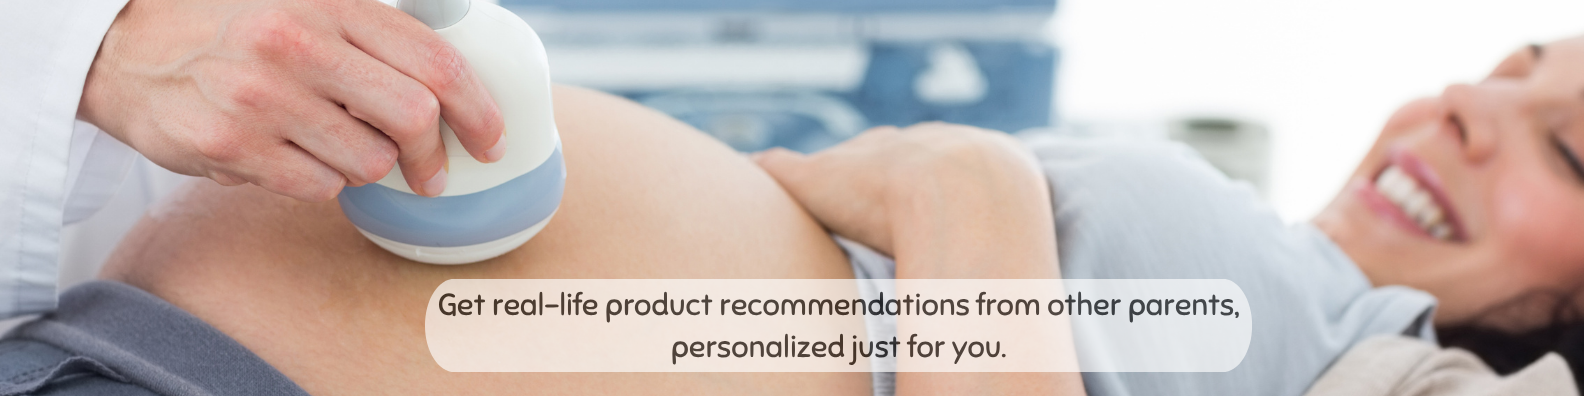 Get real-life product recommendations from other parents,
personalized just for you.